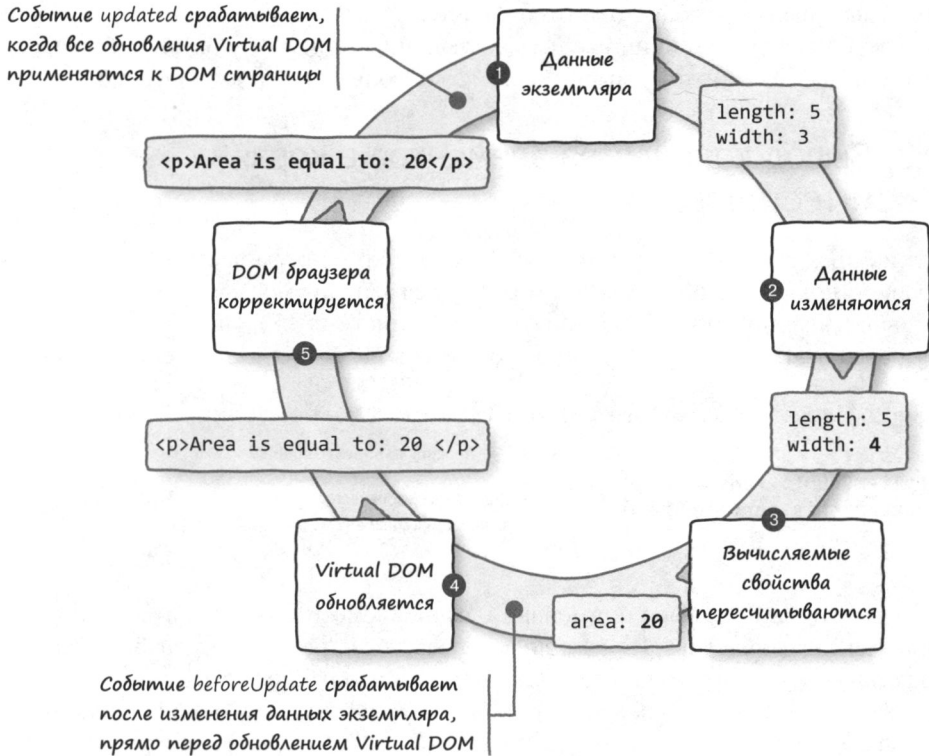 Событие updated срабатывает,
когда все обновления Virtual DOM
применяются к DOM страницы
1
Данные
экземпляра
length: 5
width: 3
<p>Area is equal to: 20</p>
DOM браузера
корректируется
5
2
Данные
изменяются
length: 5
width: 4
<p>Area is equal to: 20 </p>
3
Вычисляемые
свойства
пересчитываются
Virtual DOM
обновляется
4
area: 20
Событие beforeUpdate срабатывает
после изменения данных экземпляра,
прямо перед обновлением Virtual DOM